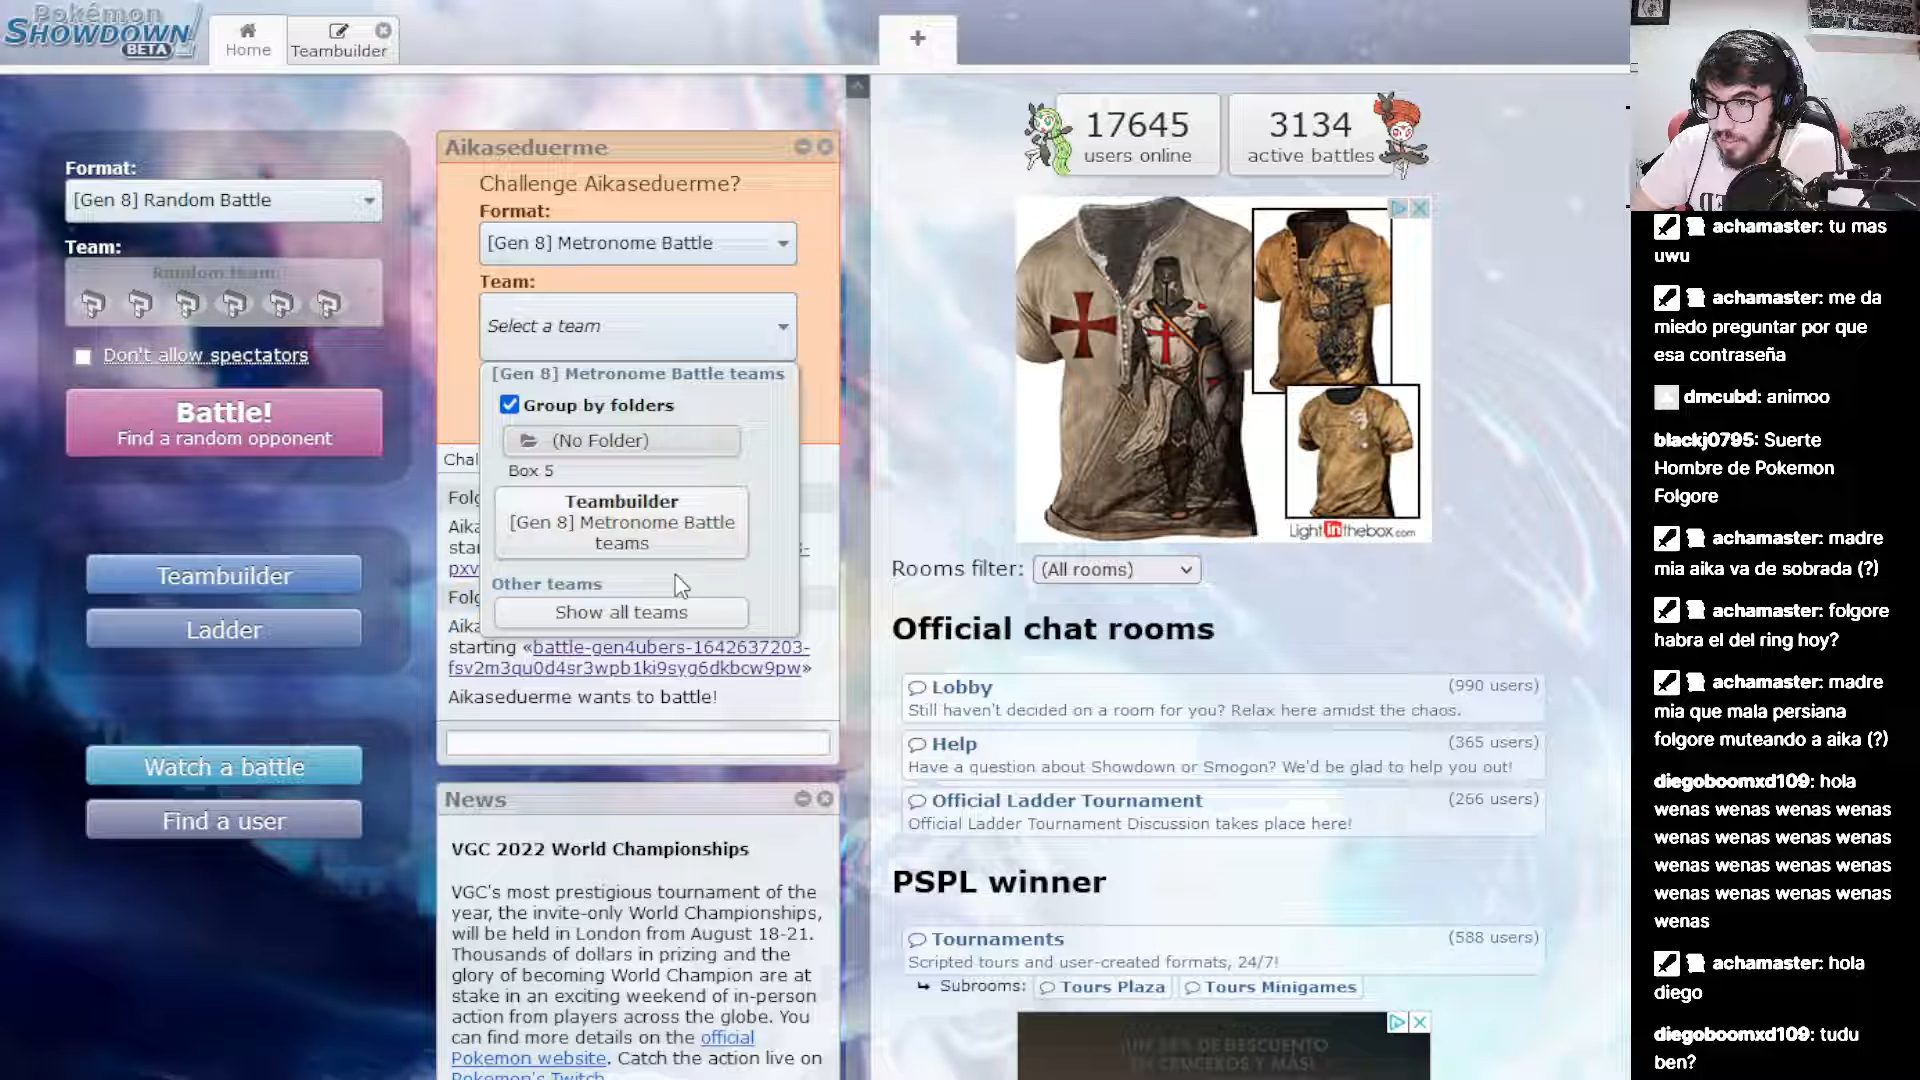 Pokémon
SHOWDOWN
BETA
Home
Teambuilder
+
Format:
[Gen 8] Random Battle
Team:
Random team
Don't allow spectators
Battle!
Find a random opponent
Teambuilder
Ladder
Watch a battle
Find a user
Aikaseduerme
Challenge Aikaseduerme?
Format:
[Gen 8] Metronome Battle
Team:
Select a team
[Gen 8] Metronome Battle teams
Group by folders
(No Folder)
Box 5
Teambuilder
[Gen 8] Metronome Battle
teams
Other teams
Show all teams
Chal
Folg
Aika
star
pxv
Folg
Aika
starting «battle-gen4ubers-1642637203-
fsv2m3qu0d4sr3wpb1ki9syg6dkbcw9pw»
Aikaseduerme wants to battle!
News
VGC 2022 World Championships
VGC's most prestigious tournament of the
year, the invite-only World Championships,
will be held in London from August 18-21.
Thousands of dollars in prizing and the
glory of becoming World Champion are at
stake in an exciting weekend of in-person
action from players across the globe. You
can find more details on the official
Pokemon website. Catch the action live on
Pokemon's Twitch
17645
users online
3134
active battles
Lightinthebox.com
Rooms filter: (All rooms)
Official chat rooms
Lobby (990 users)
Still haven't decided on a room for you? Relax here amidst the chaos.
Help (365 users)
Have a question about Showdown or Smogon? We'd be glad to help you out!
Official Ladder Tournament (266 users)
Official Ladder Tournament Discussion takes place here!
PSPL winner
Tournaments (588 users)
Scripted tours and user-created formats, 24/7!
Subrooms: Tours Plaza Tours Minigames
DE DESCUENTO
EN CRUCEROS Y MÁS!
achamaster: tu mas
uwu
achamaster: me da
miedo preguntar por que
esa contraseña
dmcubd: animoo
blackj0795: Suerte
Hombre de Pokemon
Folgore
achamaster: madre
mia aika va de sobrada (?)
achamaster: folgore
habra el del ring hoy?
achamaster: madre
mia que mala persiana
folgore muteando a aika (?)
diegoboomxd109: hola
wenas wenas wenas wenas
wenas wenas wenas wenas
wenas wenas wenas wenas
wenas wenas wenas wenas
wenas
achamaster: hola
diego
diegoboomxd109: tudu
ben?